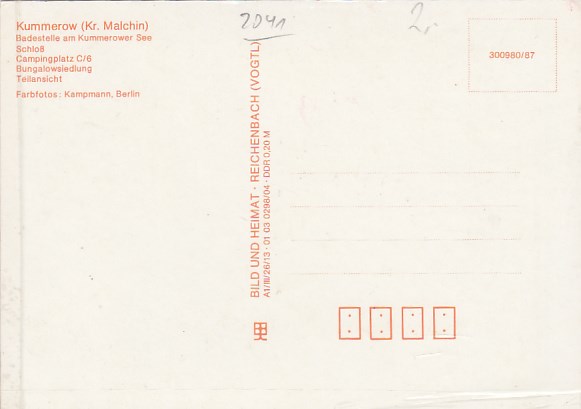 Kummerow (Kr. Malchin)
Badestelle am Kummerower See
Schloß
Campingplatz C/6
Bungalowsiedlung
Teilansicht
Farbfotos: Kampmann, Berlin
2041
2,-
300980/87
BILD UND HEIMAT · REICHENBACH (VOGTL)
A1/III/26/13 · 01 03 0298/04 · DDR 0,20 M